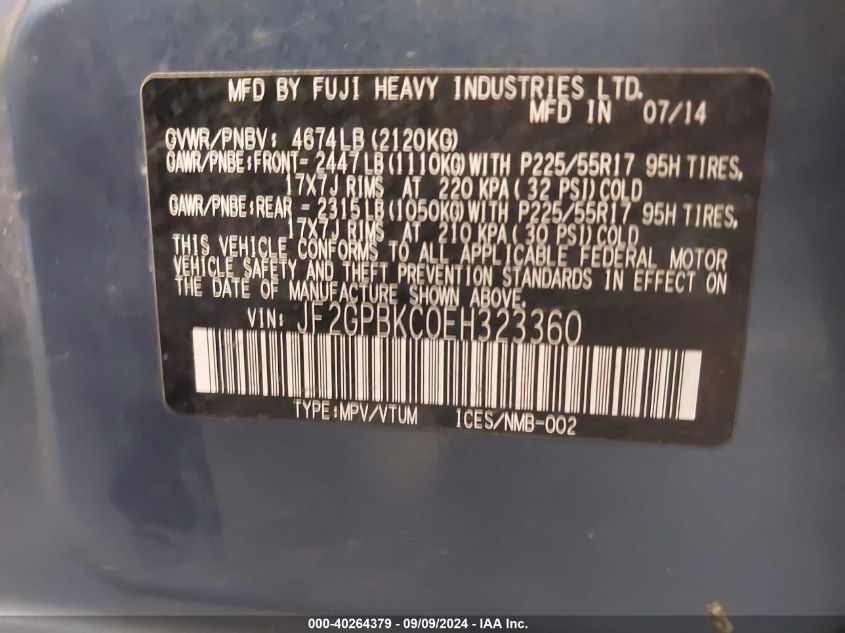 MFD BY FUJI HEAVY INDUSTRIES LTD.
MFD IN 07/14
GVWR/PNBV: 4674LB (2120KG)
GAWR/PNBE:FRONT= 2447LB(1110KG)WITH P225/55R17 95H TIRES,
17X7J RIMS AT 220 KPA( 32 PSI)COLD
GAWR/PNBE:REAR = 2315LB(1050KG)WITH P225/55R17 95H TIRES,
17X7J RIMS AT 210 KPA( 30 PSI)COLD
THIS VEHICLE CONFORMS TO ALL APPLICABLE FEDERAL MOTOR
VEHICLE SAFETY AND THEFT PREVENTION STANDARDS IN EFFECT ON
THE DATE OF MANUFACTURE SHOWN ABOVE.
VIN: JF2GPBKC0EH323360
TYPE:MPV/VTUM ICES/NMB-002
000-40264379 - 09/09/2024 - IAA Inc.